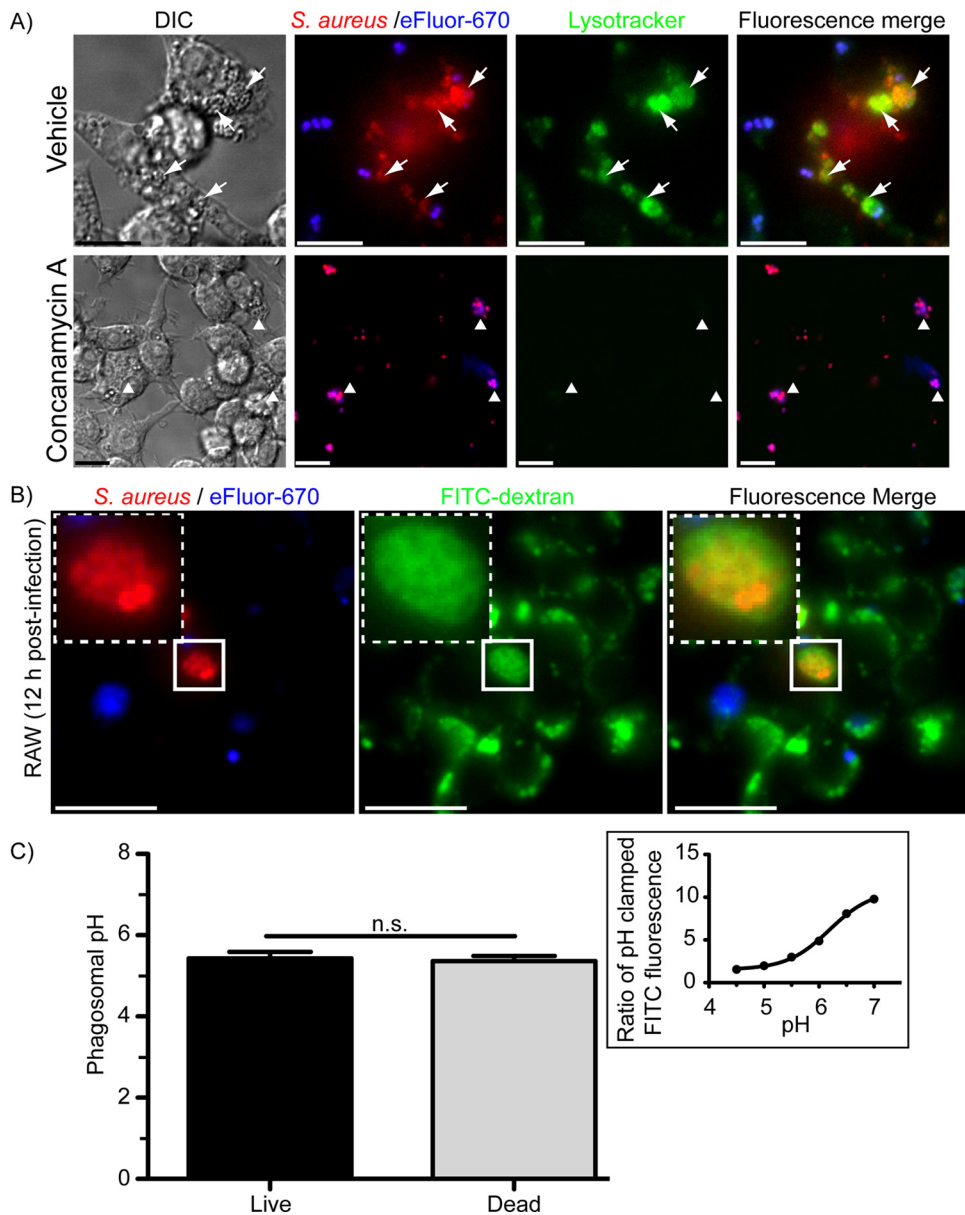 A)
DIC
S. aureus /eFluor-670
Lysotracker
Fluorescence merge
Vehicle
Concanamycin A
B)
S. aureus / eFluor-670
FITC-dextran
Fluorescence Merge
RAW (12 h post-infection)
C)
Phagosomal pH
8
6
4
2
0
n.s.
Live
Dead
Ratio of pH clamped
FITC fluorescence
15
10
5
0
4 5 6 7
pH